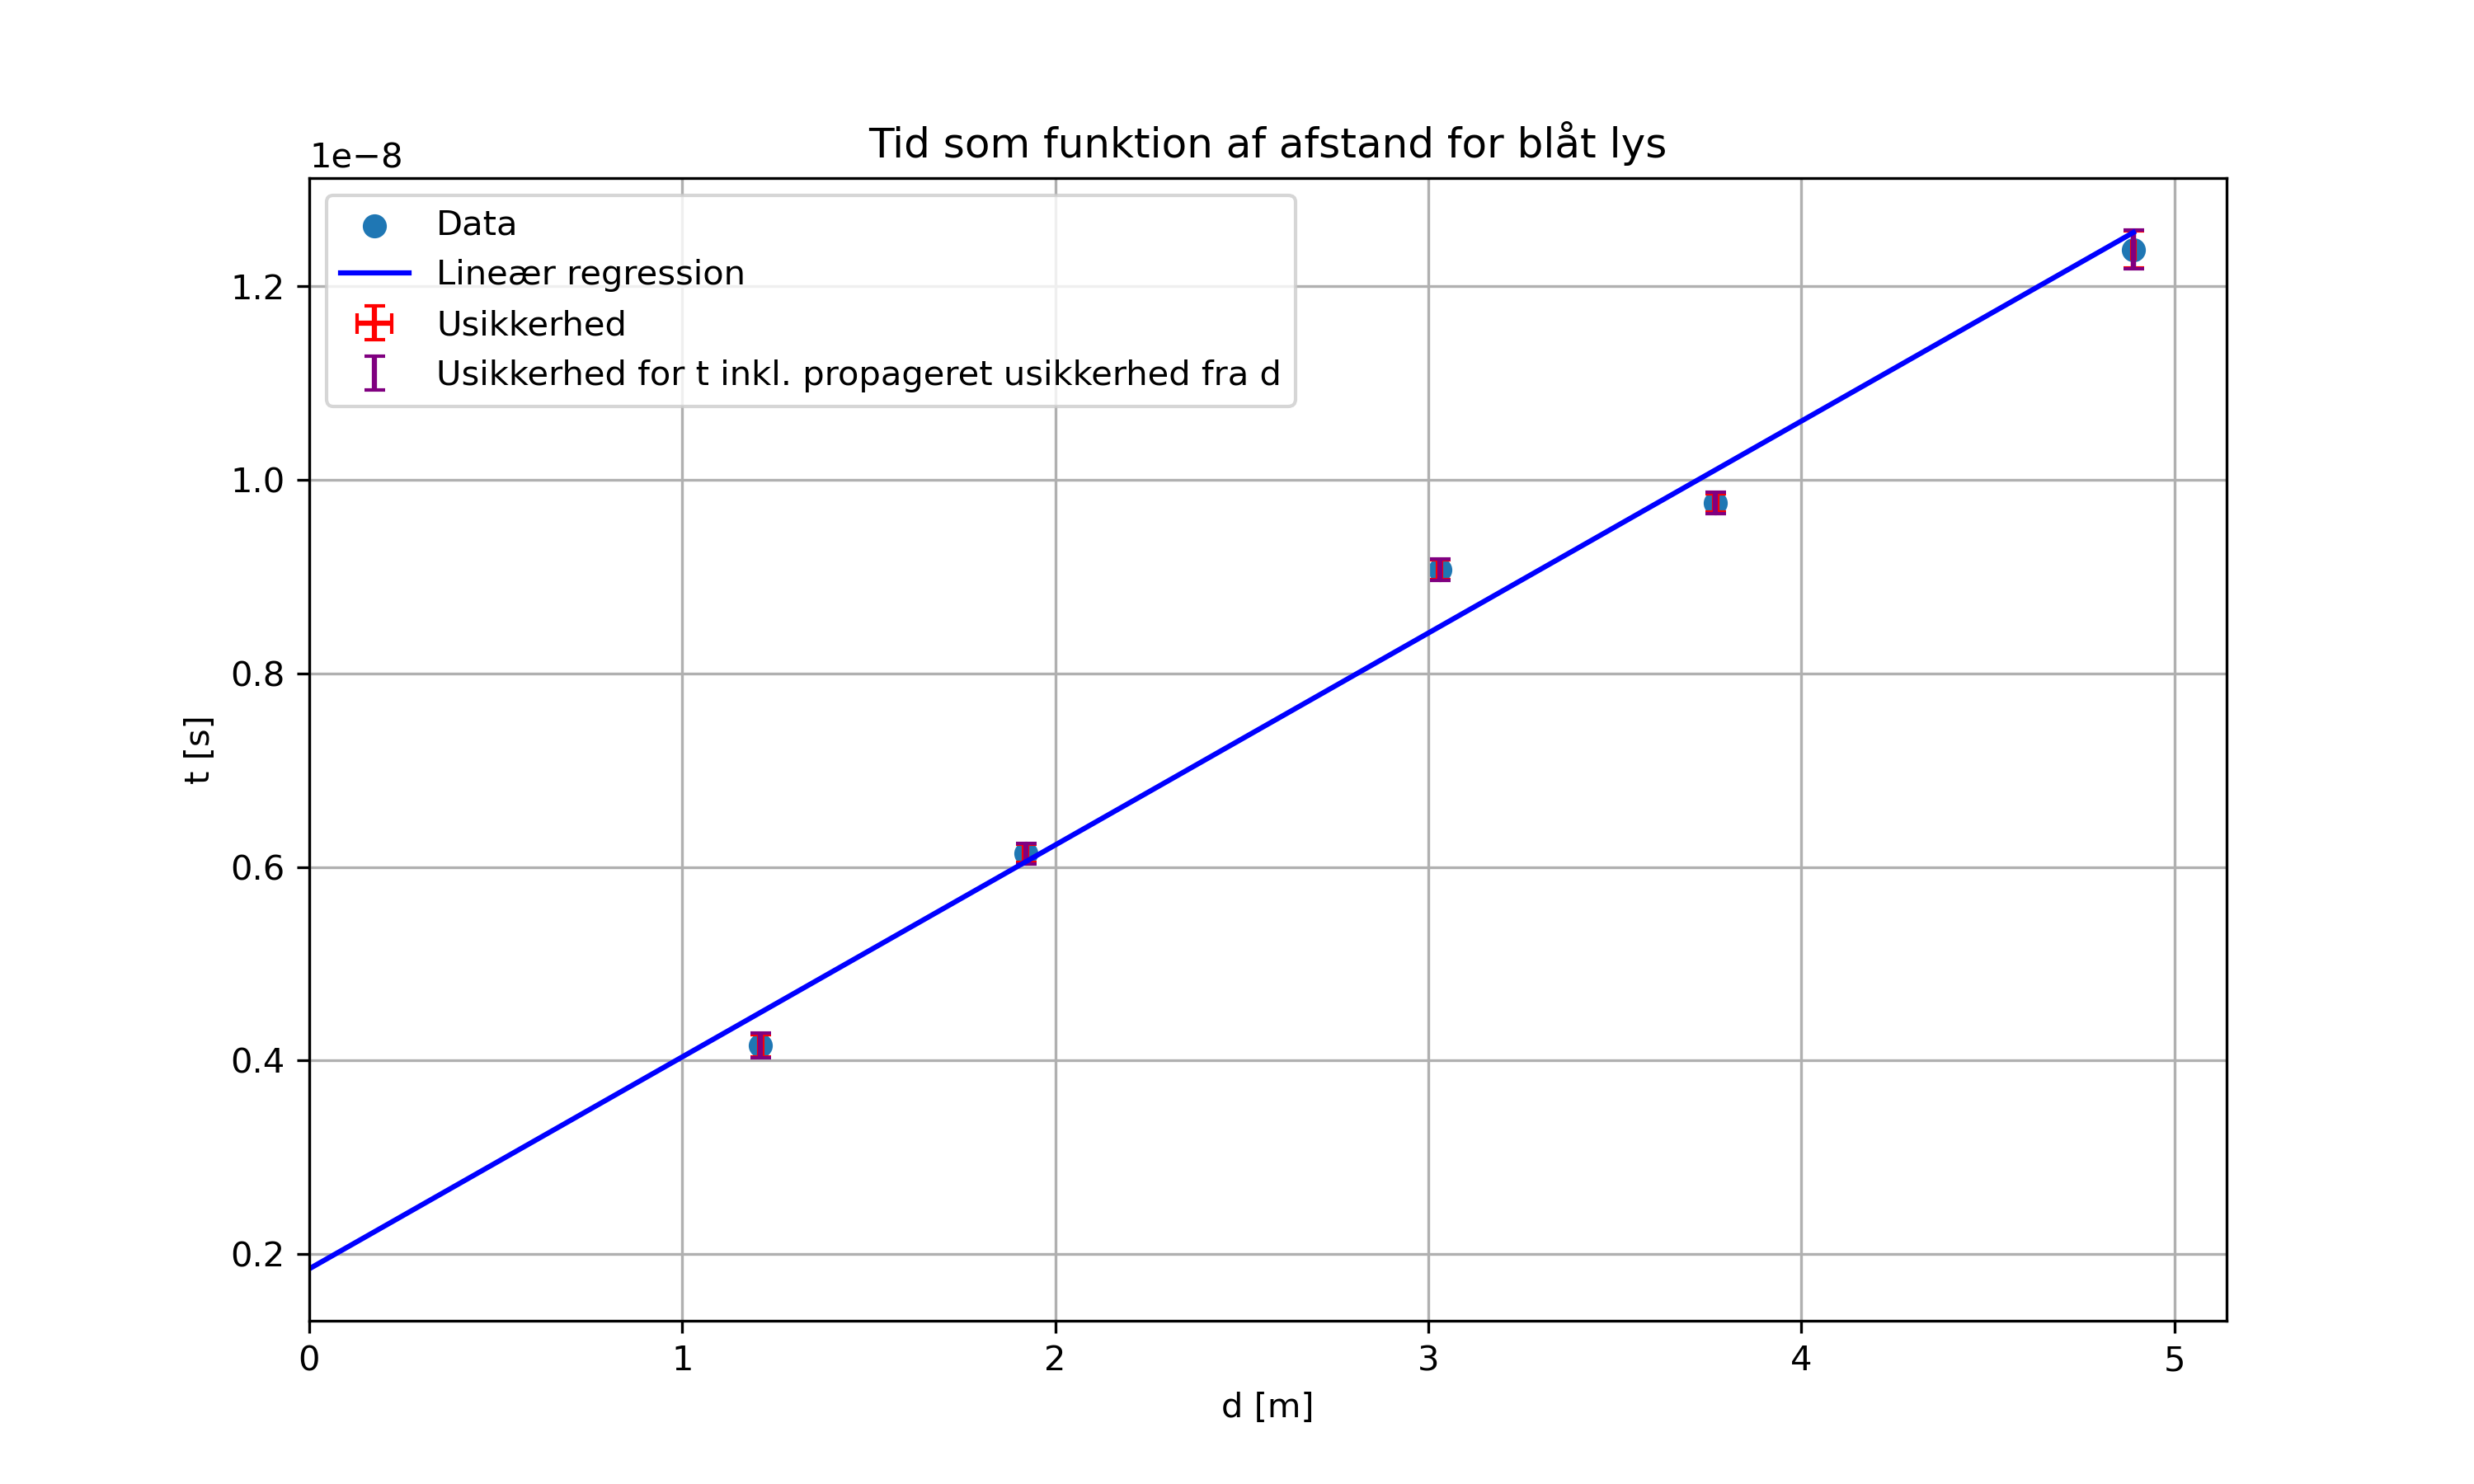 Tid som funktion af afstand for blåt lys
1e−8
Data
Lineær regression
Usikkerhed
Usikkerhed for t inkl. propageret usikkerhed fra d
1.2
1.0
0.8
0.6
0.4
0.2
t [s]
0 1 2 3 4 5
d [m]